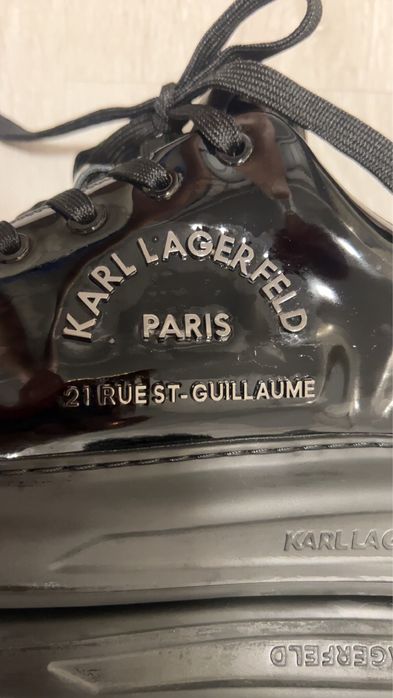 KARL LAGERFELD
PARIS
21 RUE ST-GUILLAUME
KARL LAG
AGERFELD